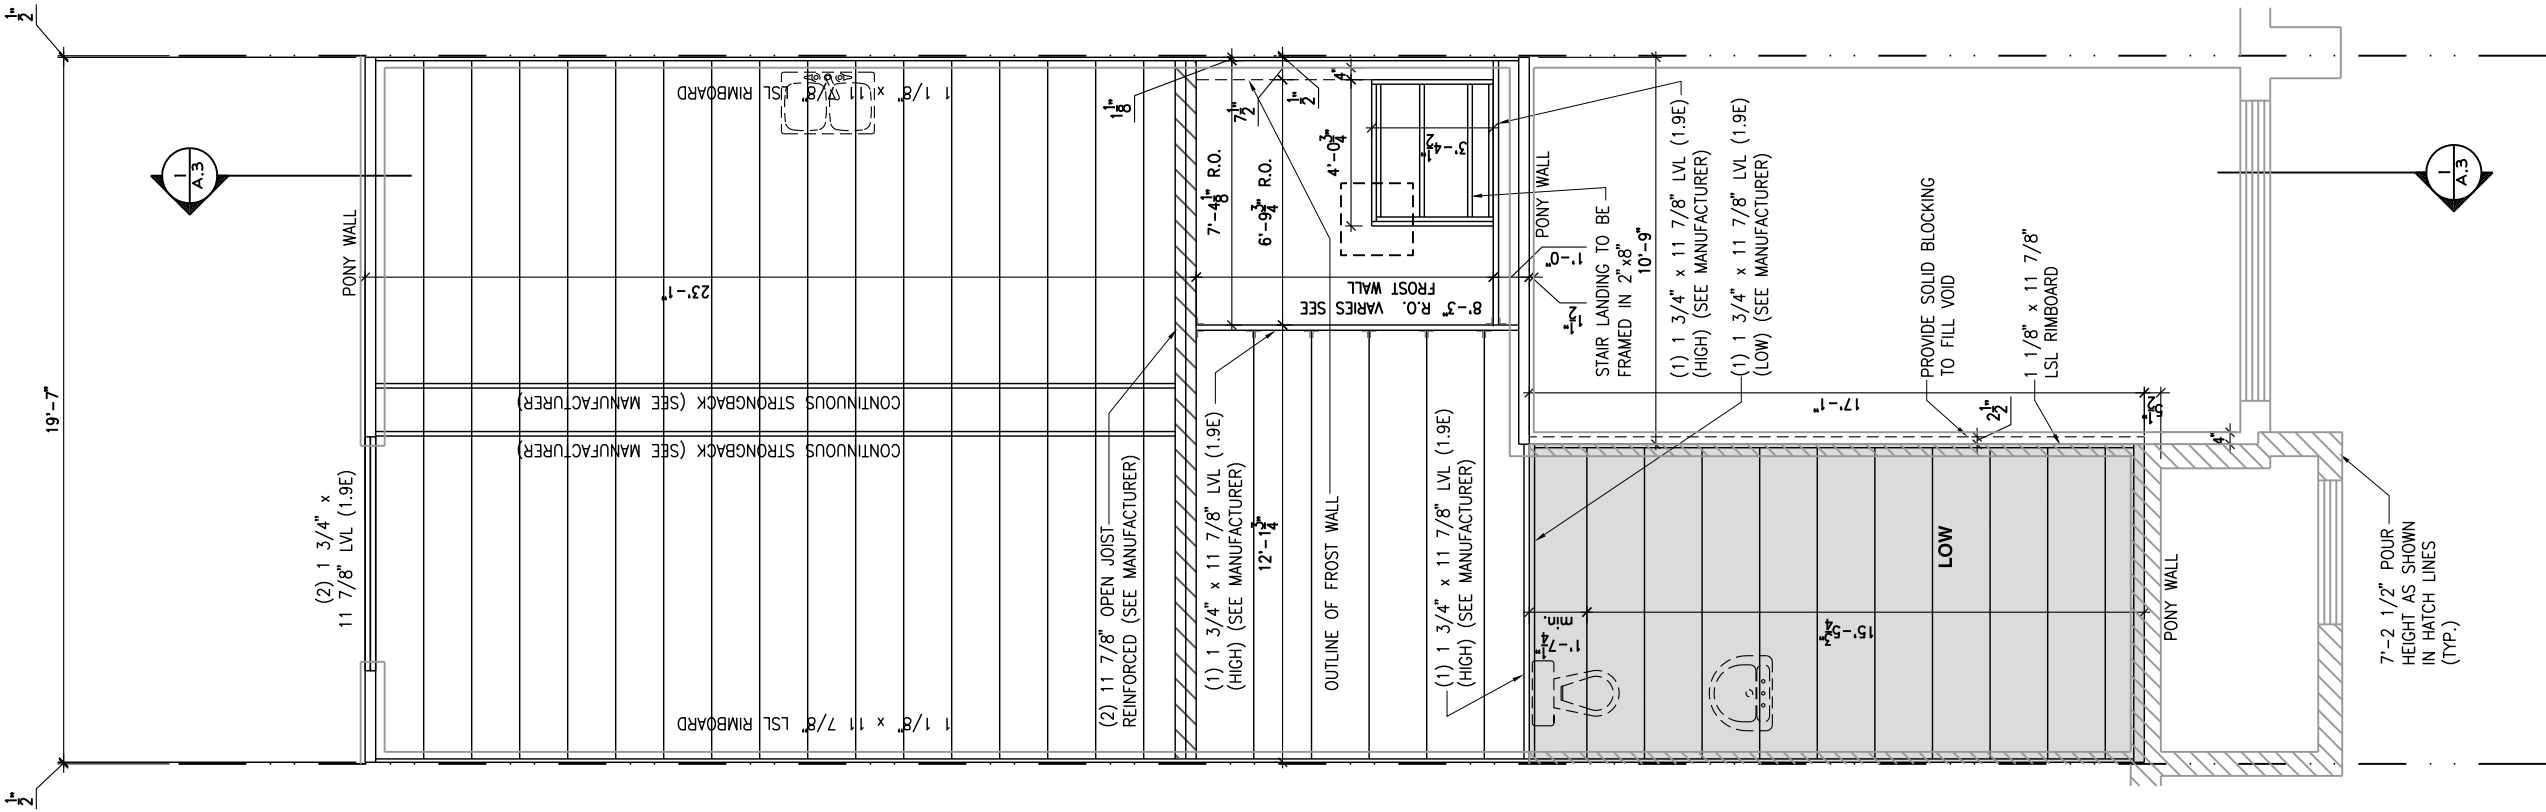 1"
2
1"
2
19'-7"
1
A.3
PONY WALL
(2) 1 3/4" x
11 7/8" LVL (1.9E)
1 1/8" x 11 7/8" LSL RIMBOARD
23'-1"
CONTINUOUS STRONGBACK (SEE MANUFACTURER)
CONTINUOUS STRONGBACK (SEE MANUFACTURER)
1 1/8" x 11 7/8" LSL RIMBOARD
(2) 11 7/8" OPEN JOIST
REINFORCED (SEE MANUFACTURER)
1 1/8"
7'-4 1/8" R.O.
7 1/2"
6'-9 3/4" R.O.
1/2"
(1) 1 3/4" x 11 7/8" LVL (1.9E)
(HIGH) (SEE MANUFACTURER)
12'-1 3/4"
OUTLINE OF FROST WALL
4"
4'-0 3/4"
3'-4 1/2"
8'-3" R.O. VARIES SEE
FROST WALL
(1) 1 3/4" x 11 7/8" LVL (1.9E)
(HIGH) (SEE MANUFACTURER)
PONY WALL
1'-0"
1 1/2"
STAIR LANDING TO BE
FRAMED IN 2"x8"
10'-9"
(1) 1 3/4" x 11 7/8" LVL (1.9E)
(HIGH) (SEE MANUFACTURER)
(1) 1 3/4" x 11 7/8" LVL (1.9E)
(LOW) (SEE MANUFACTURER)
1'-7 1/4"
min.
15'-5 3/4"
17'-1"
PROVIDE SOLID BLOCKING
TO FILL VOID
2 1/2"
1 1/8" x 11 7/8"
LSL RIMBOARD
LOW
5 1/2"
4"
PONY WALL
7'-2 1/2" POUR
HEIGHT AS SHOWN
IN HATCH LINES
(TYP.)
1
A.3